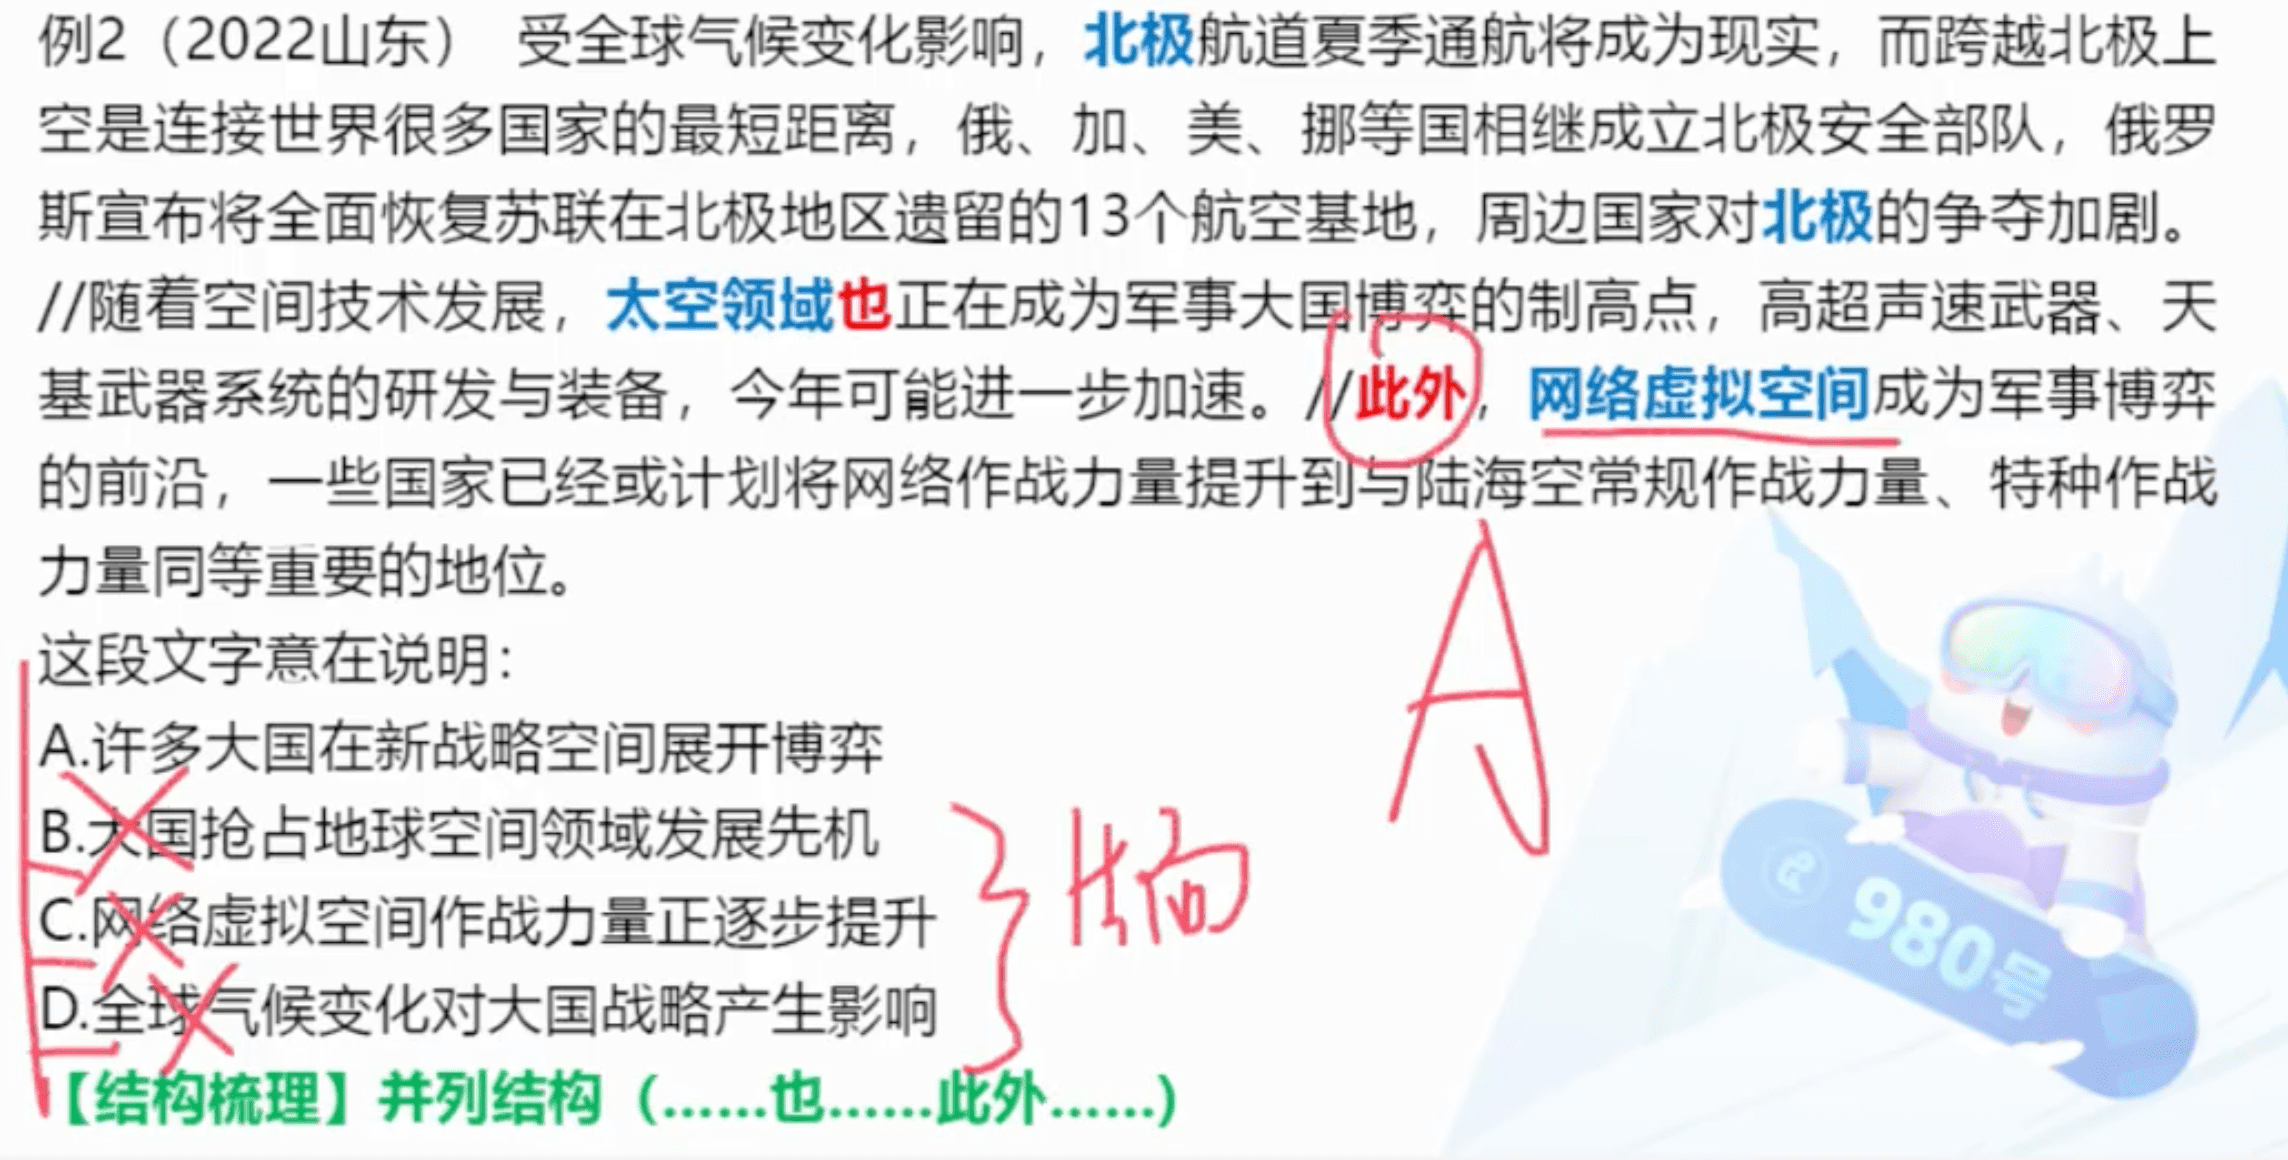 例2（2022山东） 受全球气候变化影响，北极航道夏季通航将成为现实，而跨越北极上
空是连接世界很多国家的最短距离，俄、加、美、挪等国相继成立北极安全部队，俄罗
斯宣布将全面恢复苏联在北极地区遗留的13个航空基地，周边国家对北极的争夺加剧。
//随着空间技术发展，太空领域也正在成为军事大国博弈的制高点，高超声速武器、天
基武器系统的研发与装备，今年可能进一步加速。//此外，网络虚拟空间成为军事博弈
的前沿，一些国家已经或计划将网络作战力量提升到与陆海空常规作战力量、特种作战
力量同等重要的地位。
这段文字意在说明：
A
A.许多大国在新战略空间展开博弈
B.大国抢占地球空间领域发展先机
C.网络虚拟空间作战力量正逐步提升
片面
D.全球气候变化对大国战略产生影响
980号
【结构梳理】并列结构（……也……此外……）